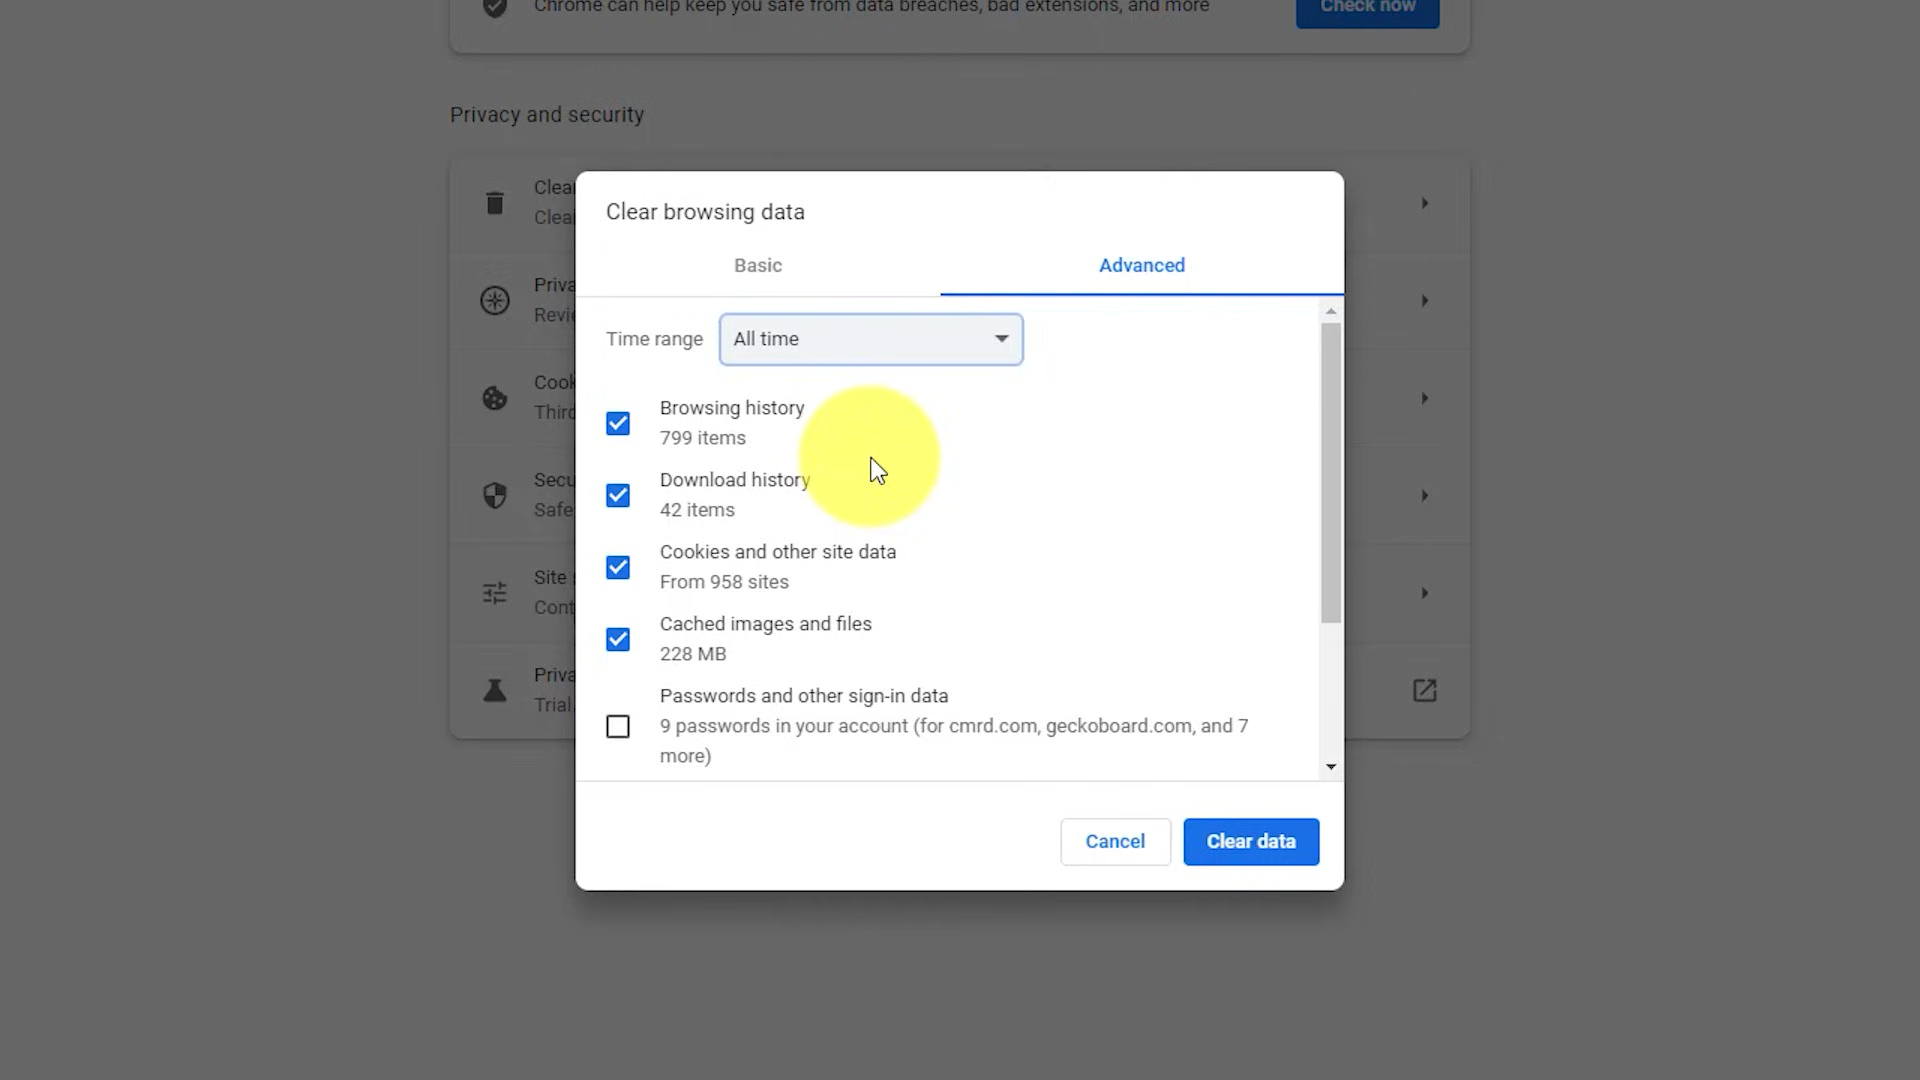 Chrome can help keep you safe from data breaches, bad extensions, and more
Check now
Privacy and security
Clear browsing data
Basic
Advanced
Time range
All time
Browsing history
799 items
Download history
42 items
Cookies and other site data
From 958 sites
Cached images and files
228 MB
Passwords and other sign-in data
9 passwords in your account (for cmrd.com, geckoboard.com, and 7
more)
Cancel
Clear data
Site
Trial